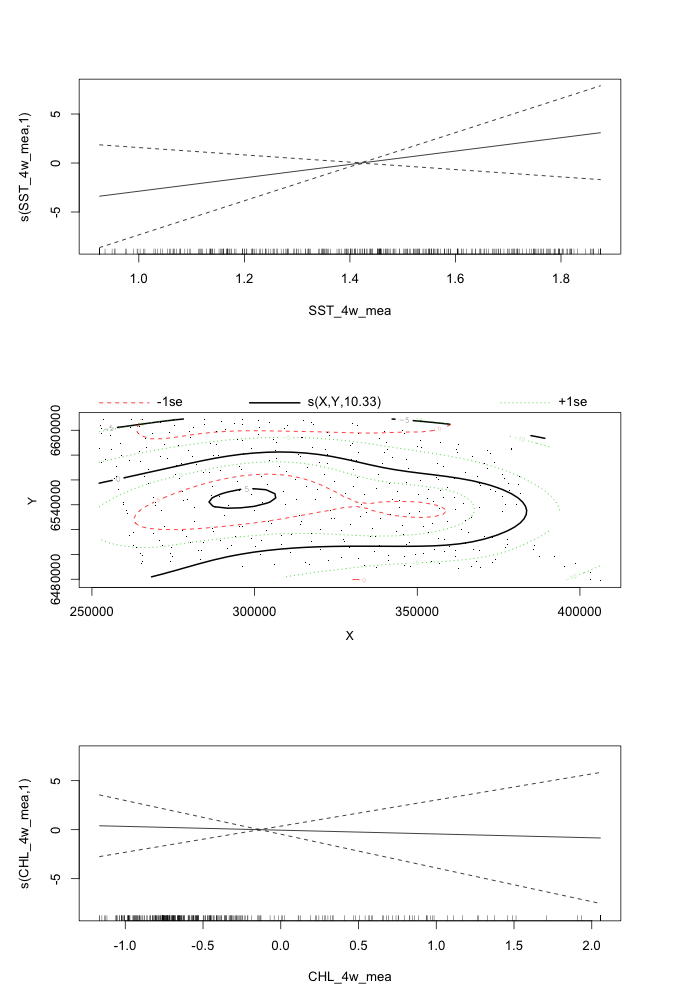 s(SST_4w_mea,1)
5
0
-5
1.0 1.2 1.4 1.6 1.8
SST_4w_mea
-1se s(X,Y,10.33) +1se
Y
6600000
6540000
6480000
250000 300000 350000 400000
X
s(CHL_4w_mea,1)
5
0
-5
-1.0 -0.5 0.0 0.5 1.0 1.5 2.0
CHL_4w_mea